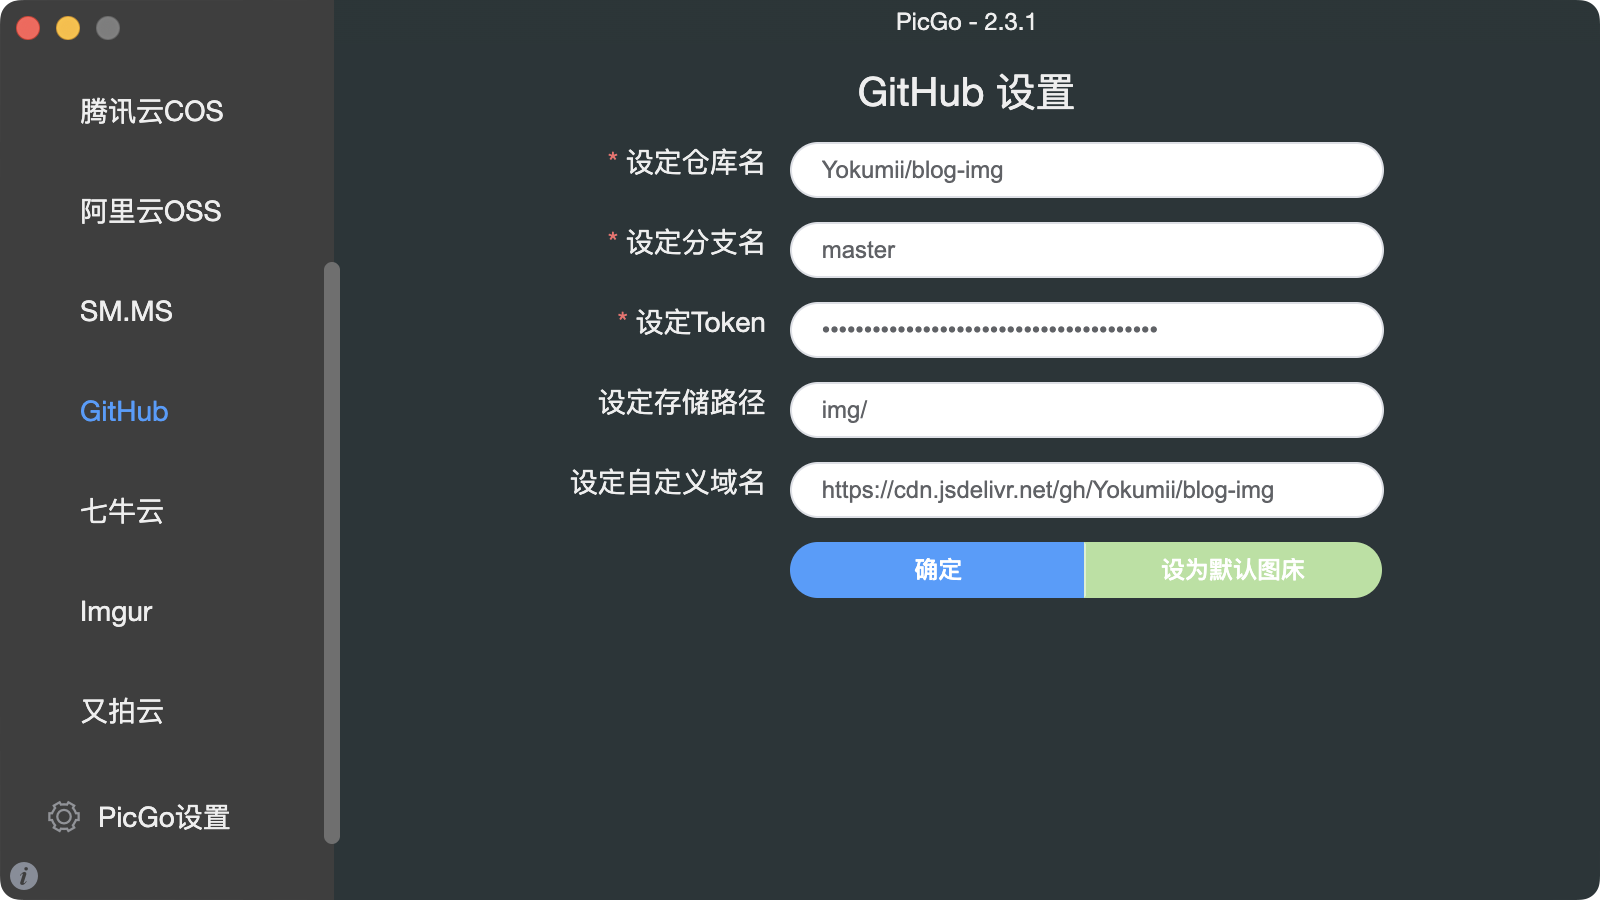 PicGo - 2.3.1
腾讯云COS
阿里云OSS
SM.MS
GitHub
七牛云
Imgur
又拍云
PicGo设置
GitHub 设置
* 设定仓库名 Yokumii/blog-img
* 设定分支名 master
* 设定Token ••••••••••••••••••••••••••••••••••••••••
设定存储路径 img/
设定自定义域名 https://cdn.jsdelivr.net/gh/Yokumii/blog-img
确定 设为默认图床